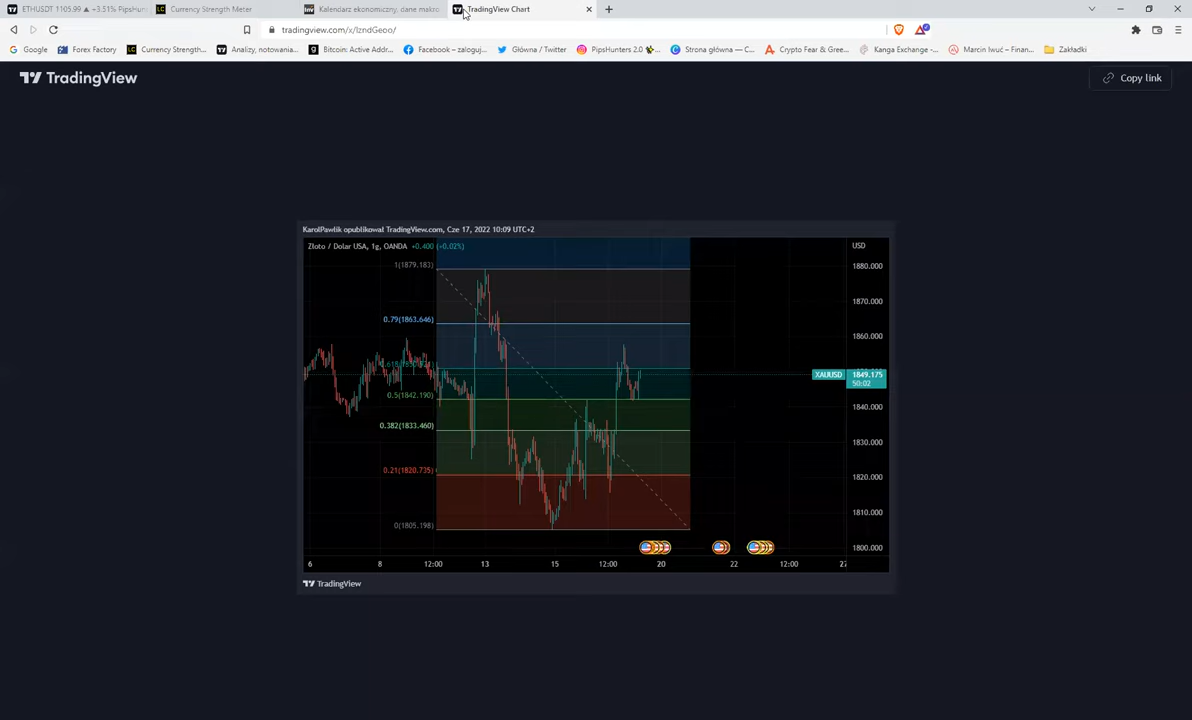 ETHUSDT 1105.99 ▲ +3.51% PipsHun
Currency Strength Meter
Kalendarz ekonomiczny, dane makro
TradingView Chart
tradingview.com/x/IzndGeoo/
Google
Forex Factory
Currency Strength...
Analizy, notowania...
Bitcoin: Active Addr...
Facebook – zaloguj...
Główna / Twitter
PipsHunters 2.0
Strona główna — C...
Crypto Fear & Gree...
Kanga Exchange -...
Marcin Iwuć – Finan...
Zakładki
TradingView
Copy link
KarolPawlik opublikował TradingView.com, Cze 17, 2022 10:09 UTC+2
Złoto / Dolar USA, 1g, OANDA +0.400 (+0.02%)
USD
1(1879.183)
1880.000
1870.000
0.79(1863.646)
1860.000
XAUUSD 1849.175
50:02
0.5(1842.190)
1840.000
0.382(1833.460)
1830.000
0.21(1820.735)
1820.000
1810.000
0(1805.198)
1800.000
6 8 12:00 13 15 12:00 20 22 12:00
TradingView